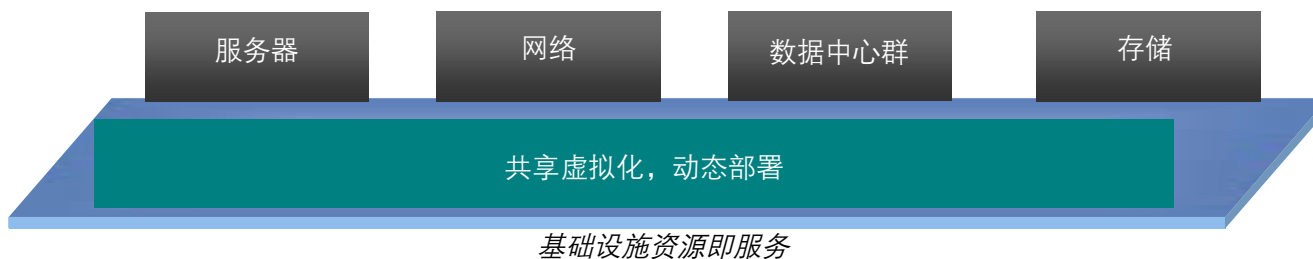 服务器
网络
数据中心群
存储
共享虚拟化，动态部署
基础设施资源即服务